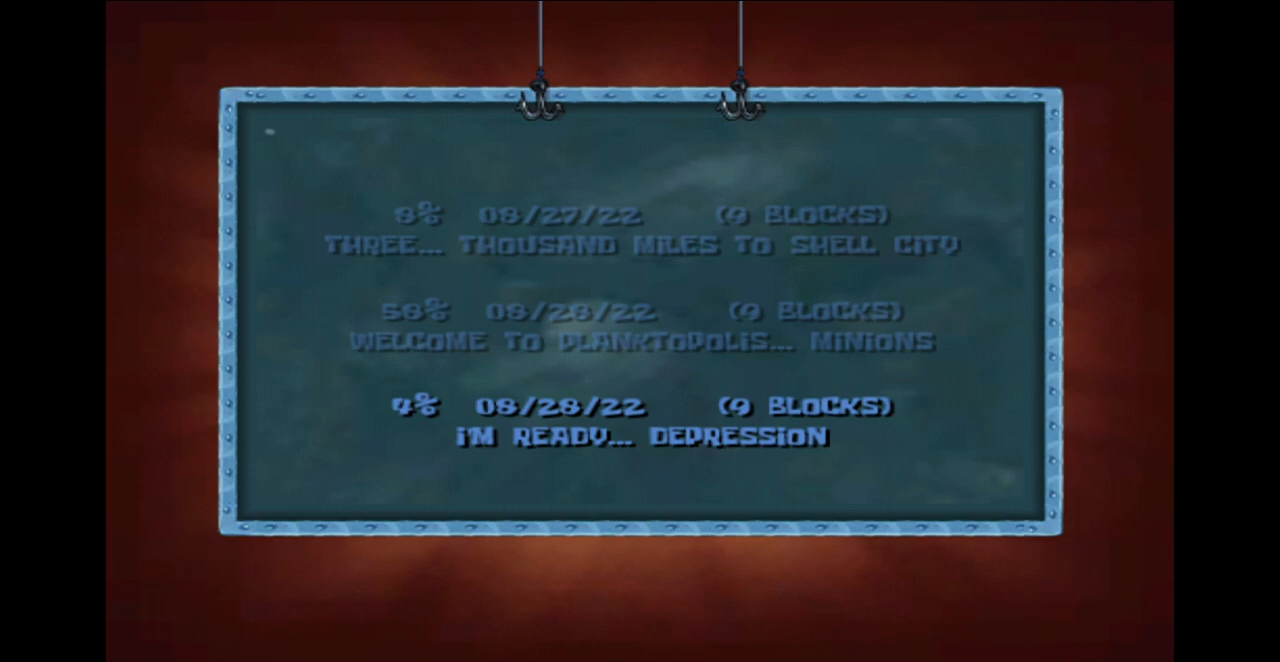 8% 08/27/22 (9 BLOCKS)
THREE... THOUSAND MILES TO SHELL CITY
58% 08/28/22 (9 BLOCKS)
WELCOME TO PLANKTOPOLIS... MINIONS
4% 08/28/22 (9 BLOCKS)
I'M READY... DEPRESSION